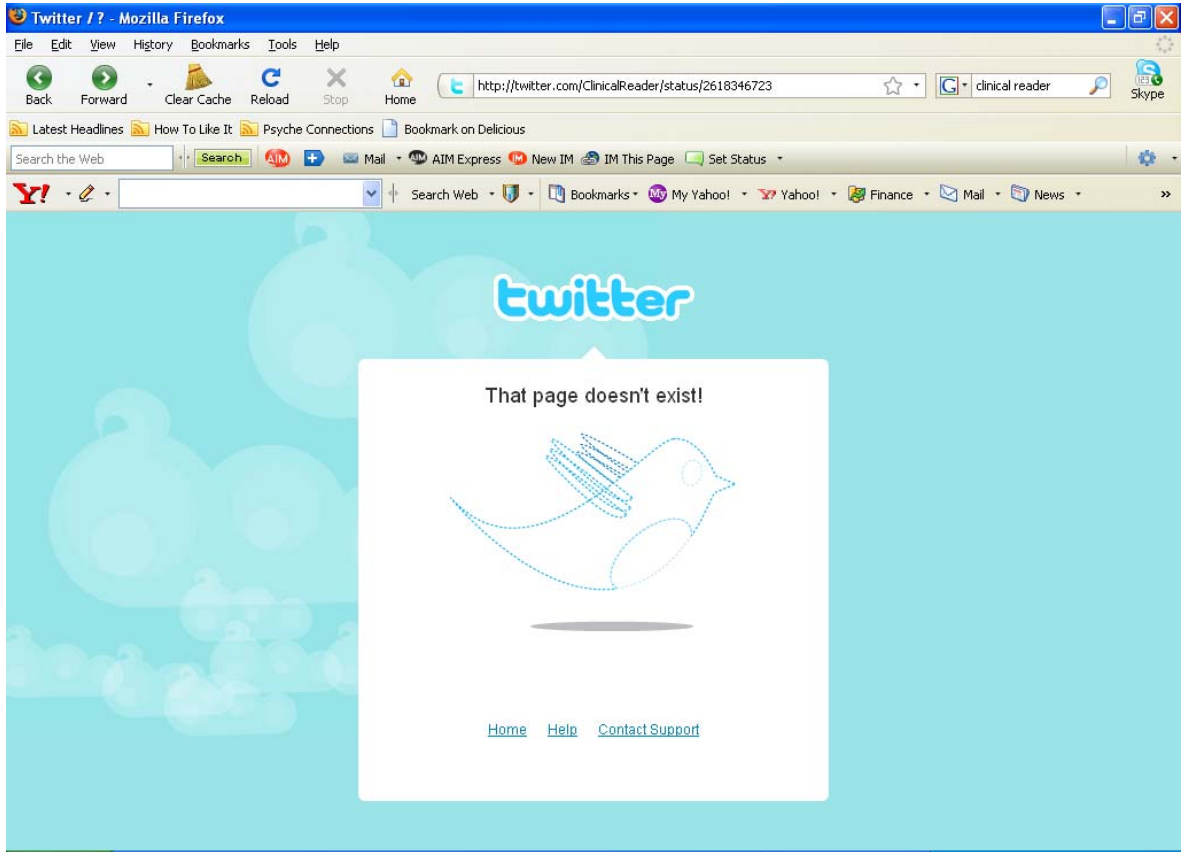 Twitter / ? - Mozilla Firefox
File Edit View History Bookmarks Tools Help
Back Forward Clear Cache Reload Stop Home http://twitter.com/ClinicalReader/status/2618346723 G clinical reader Skype
Latest Headlines How To Like It Psyche Connections Bookmark on Delicious
Search the Web Search AIM Mail AIM Express New IM IM This Page Set Status
Y! Search Web Bookmarks My Yahoo! Yahoo! Finance Mail News »
twitter
That page doesn't exist!
Home Help Contact Support